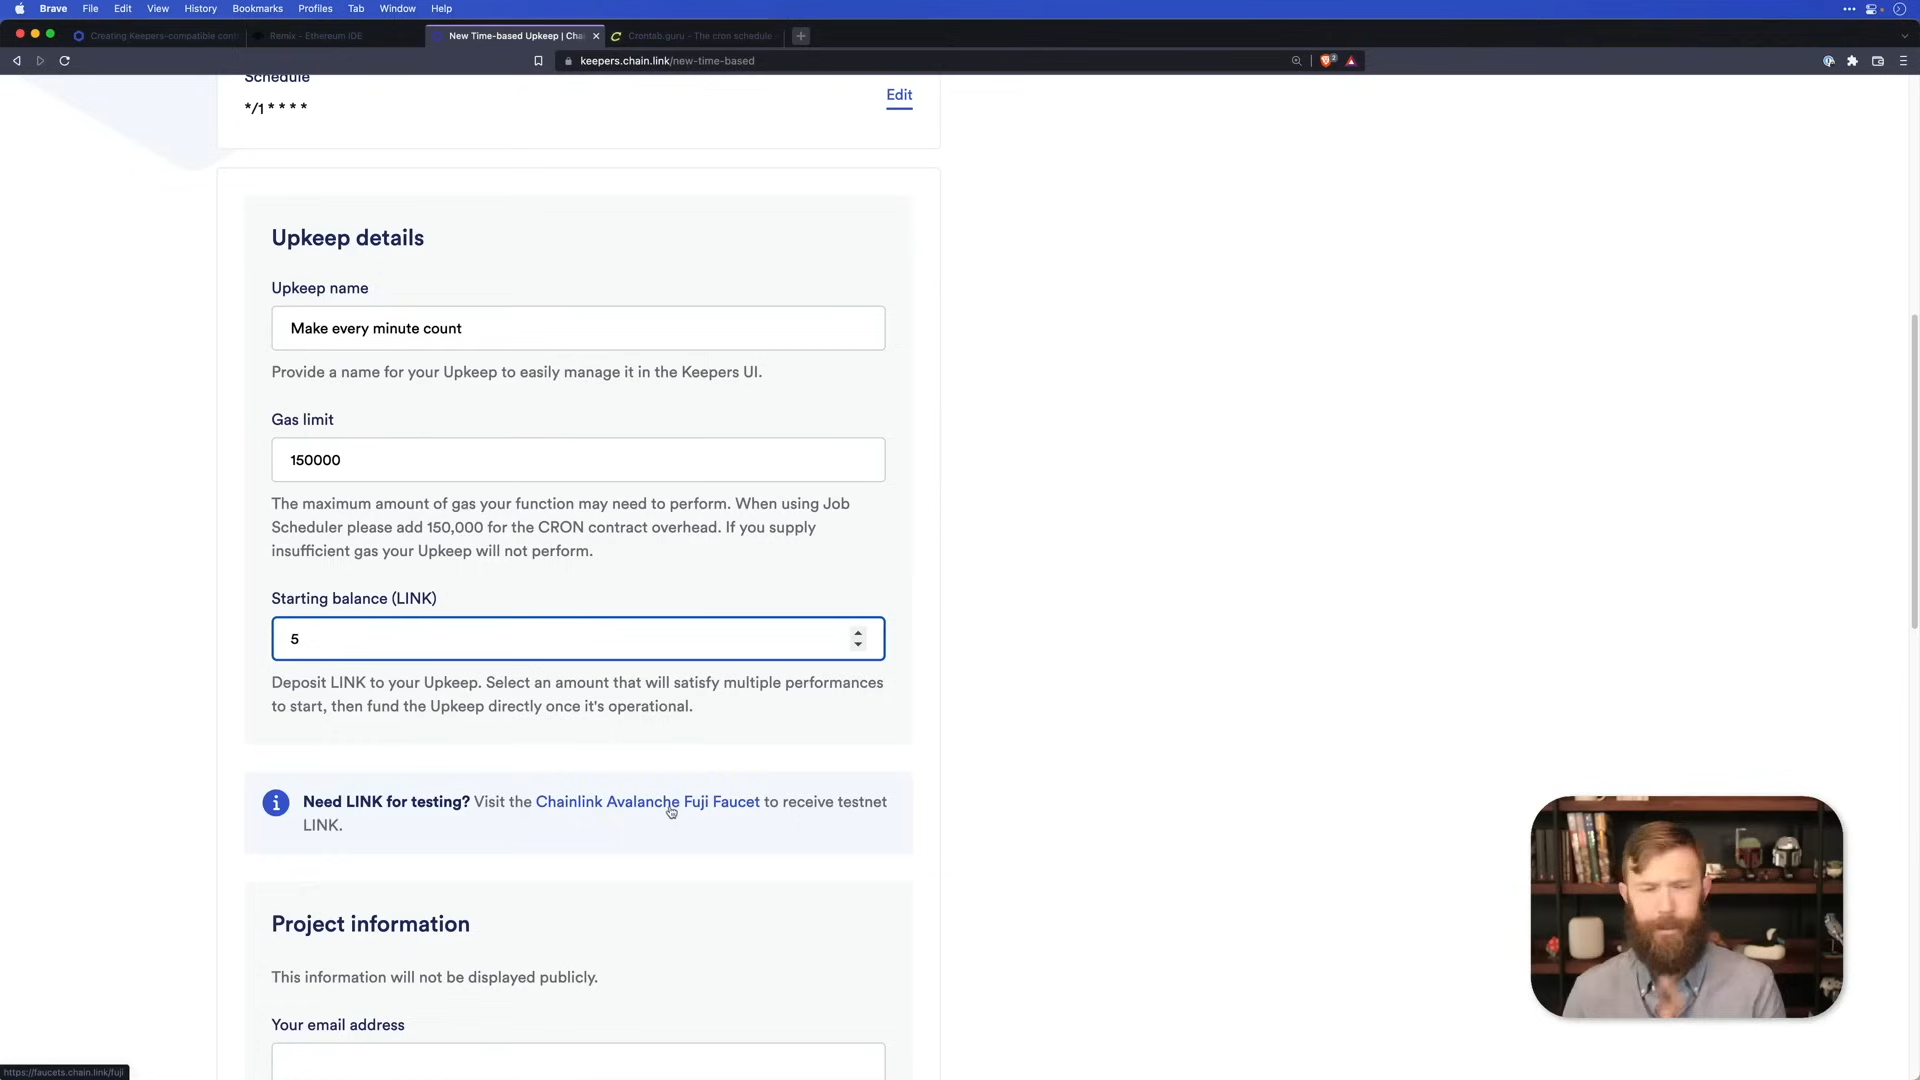 Brave File Edit View History Bookmarks Profiles Tab Window Help
Creating Keepers-compatible cont
Remix - Ethereum IDE
New Time-based Upkeep | Chai
Crontab.guru - The cron schedule
keepers.chain.link/new-time-based
Schedule
*/1 * * * *
Edit
Upkeep details
Upkeep name
Make every minute count
Provide a name for your Upkeep to easily manage it in the Keepers UI.
Gas limit
150000
The maximum amount of gas your function may need to perform. When using Job
Scheduler please add 150,000 for the CRON contract overhead. If you supply
insufficient gas your Upkeep will not perform.
Starting balance (LINK)
5
Deposit LINK to your Upkeep. Select an amount that will satisfy multiple performances
to start, then fund the Upkeep directly once it's operational.
Need LINK for testing? Visit the Chainlink Avalanche Fuji Faucet to receive testnet
LINK.
Project information
This information will not be displayed publicly.
Your email address
https://faucets.chain.link/fuji